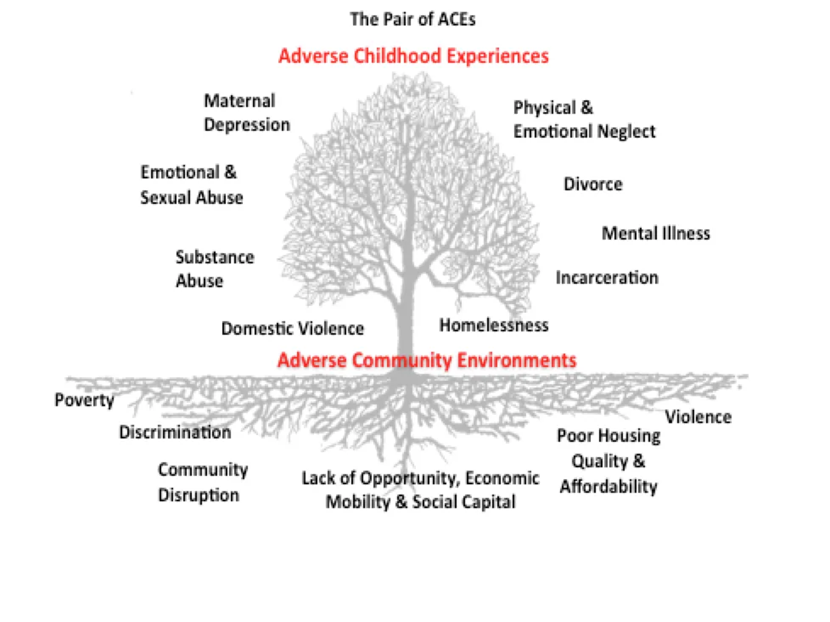 The Pair of ACEs
Adverse Childhood Experiences
Maternal
Depression
Physical &
Emotional Neglect
Emotional &
Sexual Abuse
Divorce
Mental Illness
Substance
Abuse
Incarceration
Domestic Violence
Homelessness
Adverse Community Environments
Poverty
Violence
Discrimination
Poor Housing
Quality &
Affordability
Community
Disruption
Lack of Opportunity, Economic
Mobility & Social Capital